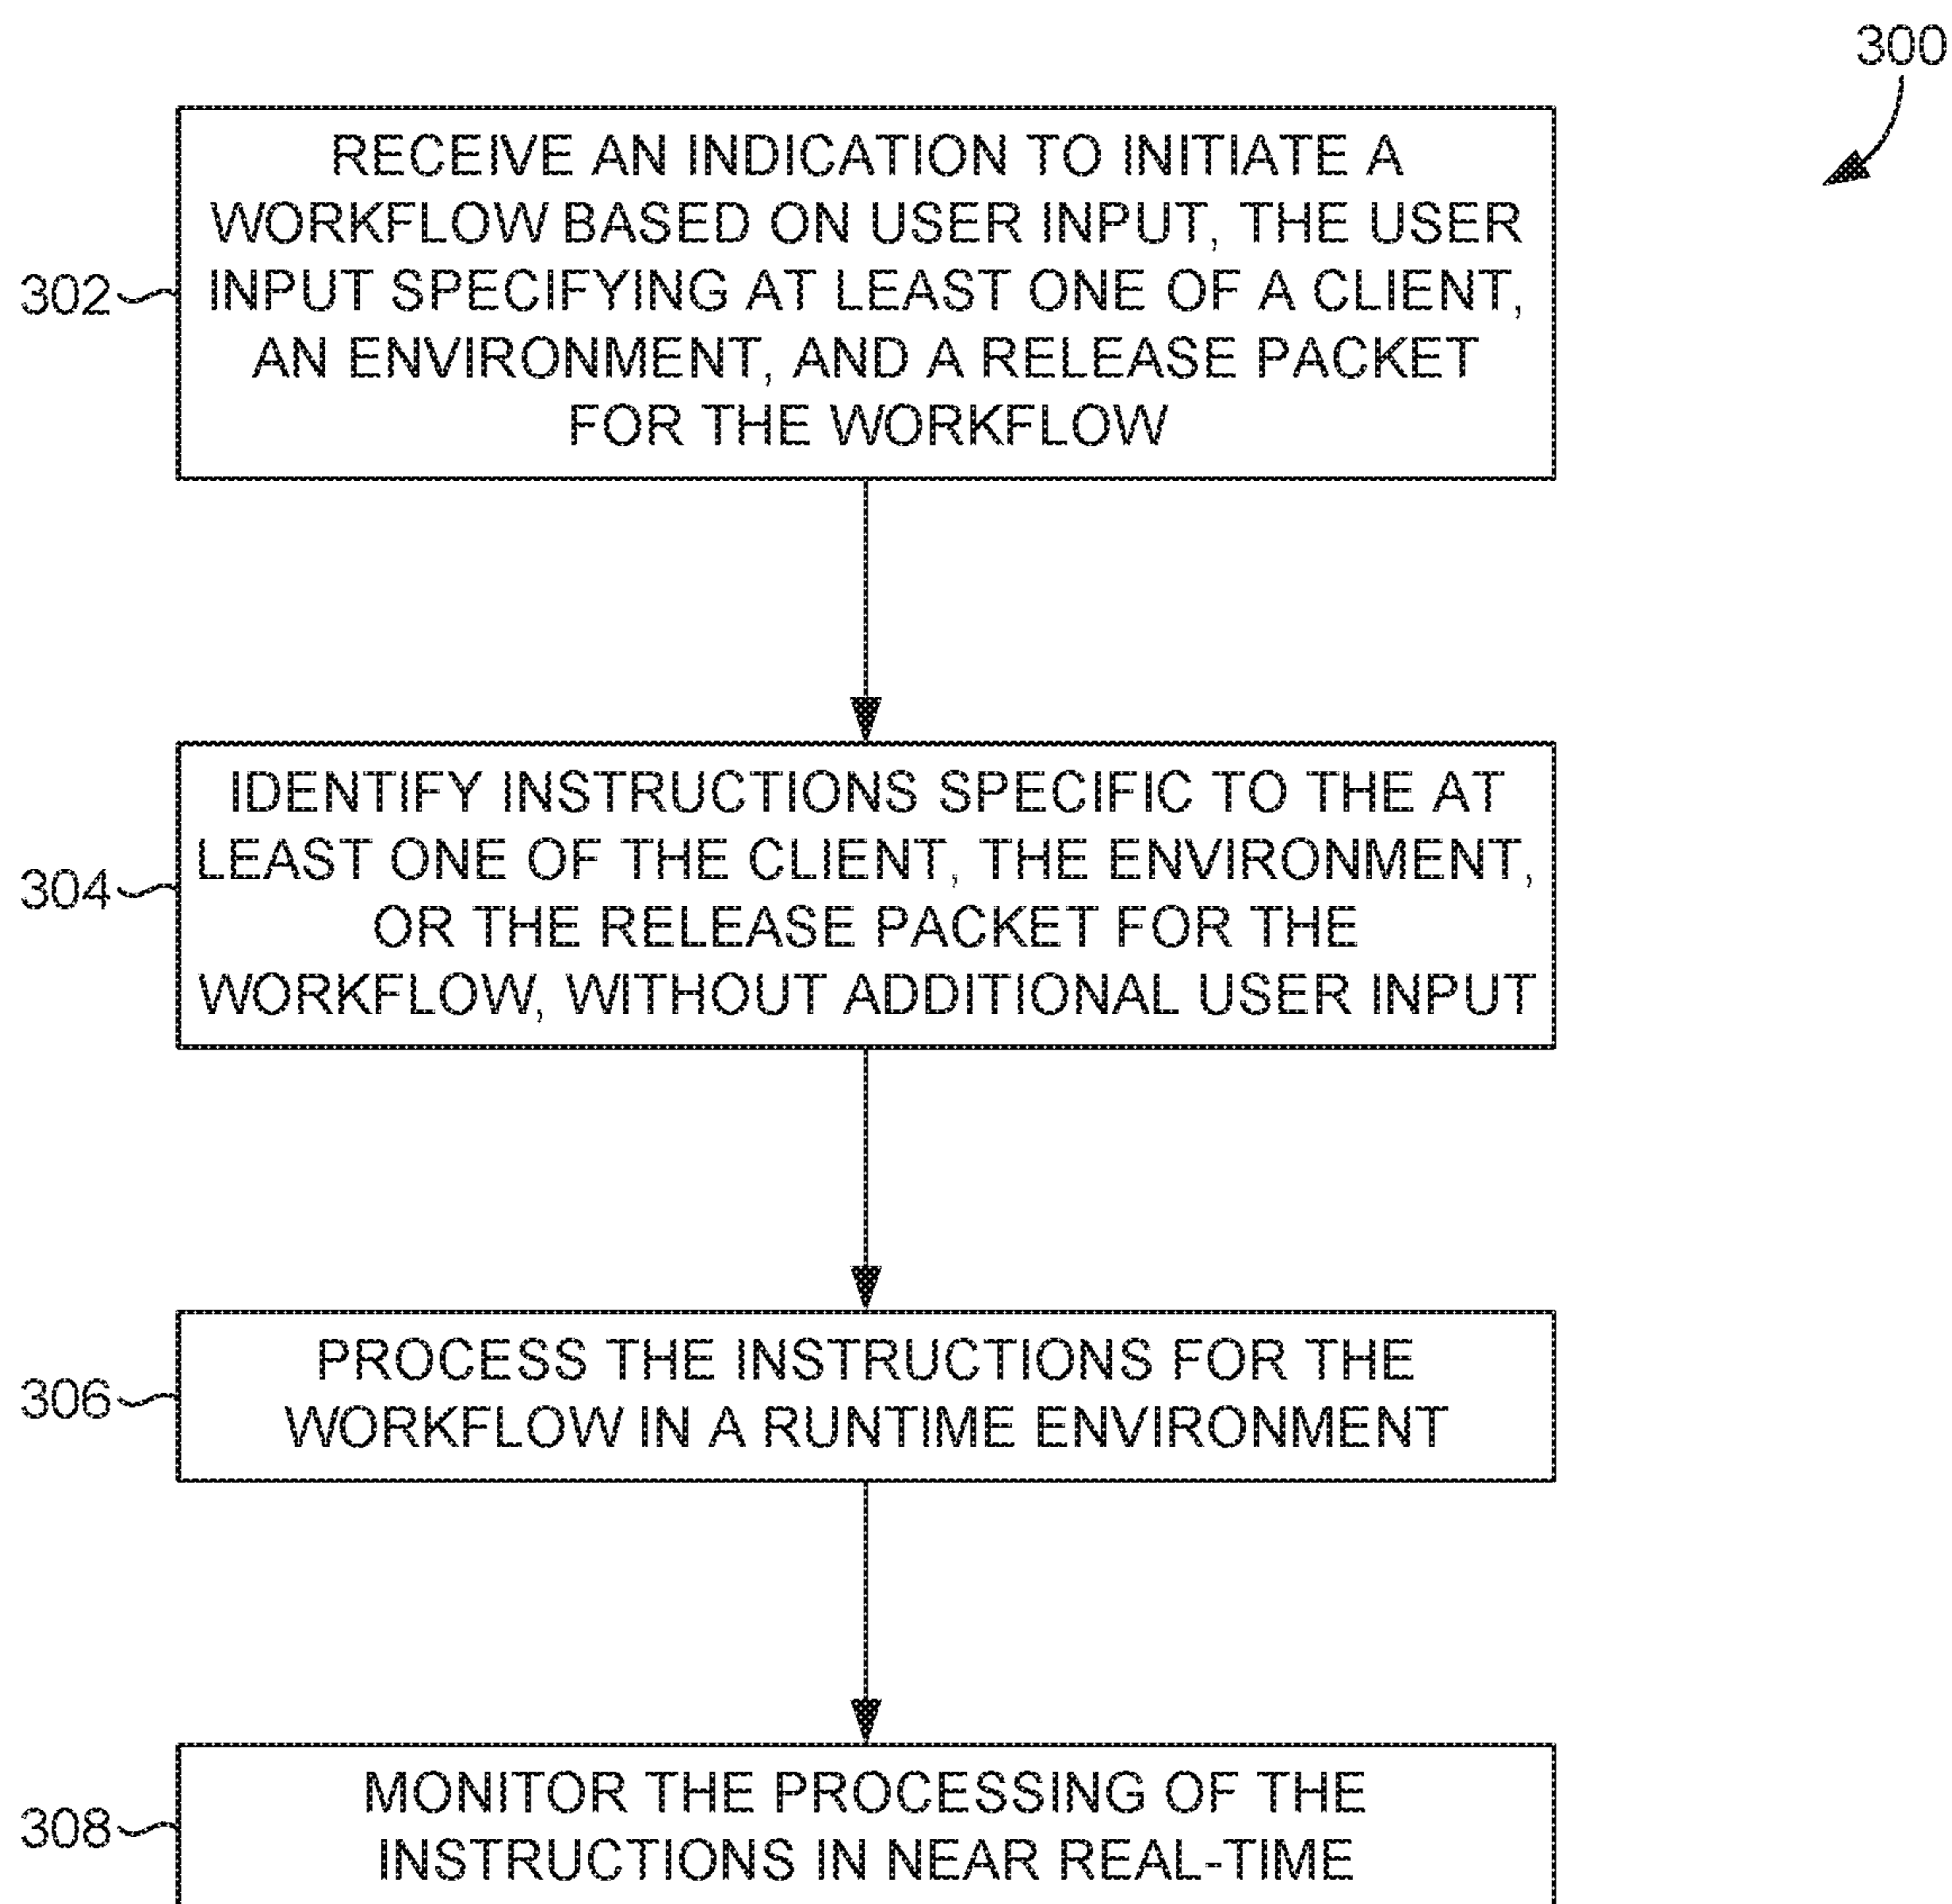 300
RECEIVE AN INDICATION TO INITIATE A
WORKFLOW BASED ON USER INPUT, THE USER
302
INPUT SPECIFYING AT LEAST ONE OF A CLIENT,
AN ENVIRONMENT, AND A RELEASE PACKET
FOR THE WORKFLOW
IDENTIFY INSTRUCTIONS SPECIFIC TO THE AT
LEAST ONE OF THE CLIENT, THE ENVIRONMENT,
304
OR THE RELEASE PACKET FOR THE
WORKFLOW, WITHOUT ADDITIONAL USER INPUT
306
PROCESS THE INSTRUCTIONS FOR THE
WORKFLOW IN A RUNTIME ENVIRONMENT
308
MONITOR THE PROCESSING OF THE
INSTRUCTIONS IN NEAR REAL-TIME